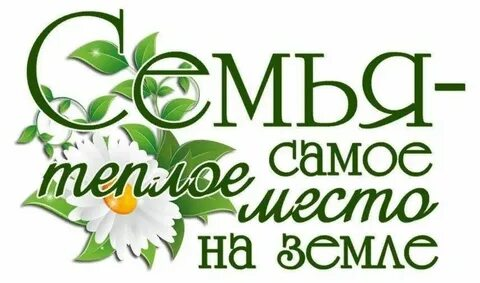 Семья-
самое
теплое место
на земле